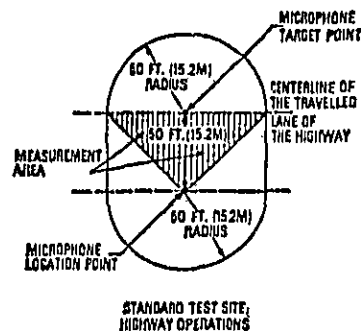 MICROPHONE
TARGET POINT
50 FT. (15.2M)
RADIUS
CENTERLINE
OF THE
TRAVELLED
LANE OF
THE HIGHWAY
50 FT. (15.2M)
MEASUREMENT
AREA
50 FT. (15.2M)
RADIUS
MICROPHONE
LOCATION POINT
STANDARD TEST SITE;
HIGHWAY OPERATIONS